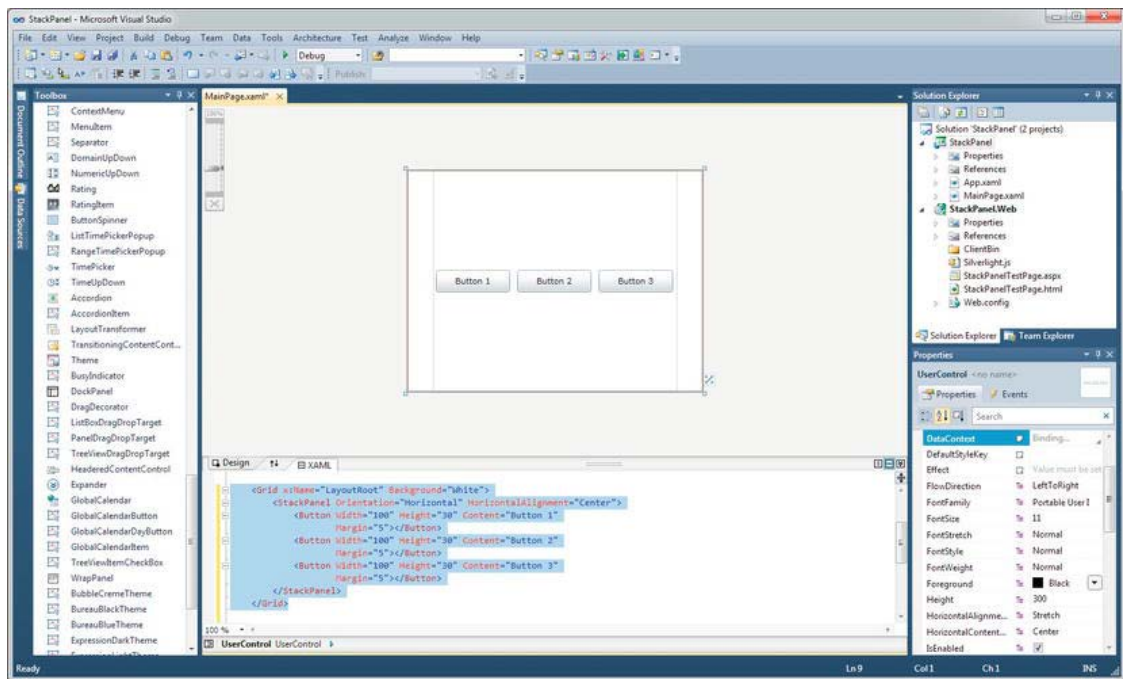 StackPanel - Microsoft Visual Studio
File Edit View Project Build Debug Team Data Tools Architecture Test Analyze Window Help
Debug
Publish:
Document Outline
Data Sources
Toolbox
ContextMenu
MenuItem
Separator
DomainUpDown
NumericUpDown
Rating
RatingItem
ButtonSpinner
ListTimePickerPopup
RangeTimePickerPopup
TimePicker
TimeUpDown
Accordion
AccordionItem
LayoutTransformer
TransitioningContentCont...
Theme
BusyIndicator
DockPanel
DragDecorator
ListBoxDragDropTarget
PanelDragDropTarget
TreeViewDragDropTarget
HeaderedContentControl
Expander
GlobalCalendar
GlobalCalendarButton
GlobalCalendarDayButton
GlobalCalendarItem
TreeViewItemCheckBox
WrapPanel
BubbleCremeTheme
BureauBlackTheme
BureauBlueTheme
ExpressionDarkTheme
MainPage.xaml*
Button 1 Button 2 Button 3
Design XAML
<Grid x:Name="LayoutRoot" Background="White">
<StackPanel Orientation="Horizontal" HorizontalAlignment="Center">
<Button Width="100" Height="30" Content="Button 1"
Margin="5"></Button>
<Button Width="100" Height="30" Content="Button 2"
Margin="5"></Button>
<Button Width="100" Height="30" Content="Button 3"
Margin="5"></Button>
</StackPanel>
</Grid>
100 %
UserControl UserControl
Solution Explorer
Solution 'StackPanel' (2 projects)
StackPanel
Properties
References
App.xaml
MainPage.xaml
StackPanel.Web
Properties
References
ClientBin
Silverlight.js
StackPanelTestPage.aspx
StackPanelTestPage.html
Web.config
Solution Explorer Team Explorer
Properties
UserControl <no name>
Properties Events
Search
DataContext Binding...
DefaultStyleKey
Effect Value must be set
FlowDirection LeftToRight
FontFamily Portable User I
FontSize 11
FontStretch Normal
FontStyle Normal
FontWeight Normal
Foreground Black
Height 300
HorizontalAlignme... Stretch
HorizontalContent... Center
IsEnabled
Ready Ln 9 Col 1 Ch 1 INS